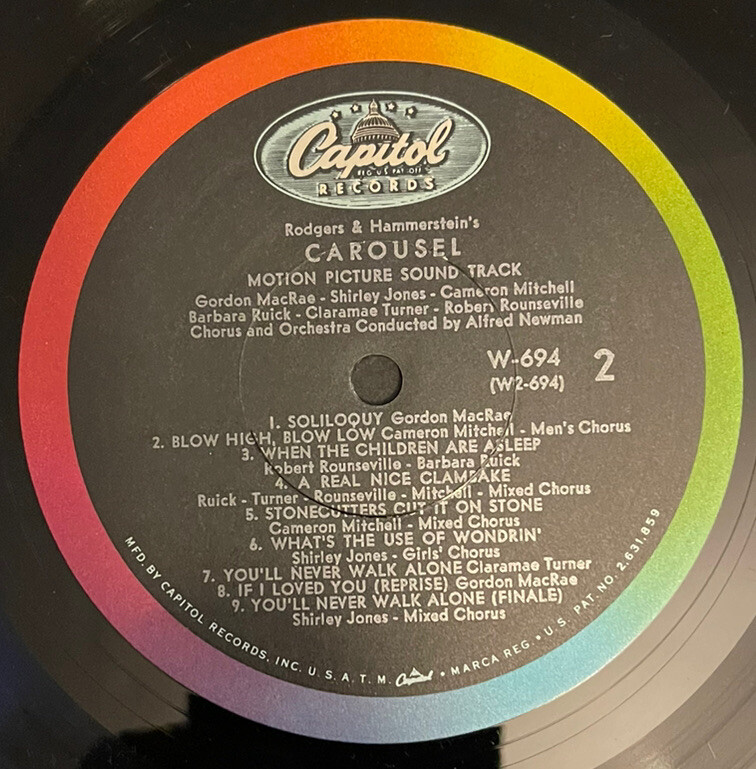 Capitol
REG. U.S. PAT. OFF.
RECORDS
Rodgers & Hammerstein's
CAROUSEL
MOTION PICTURE SOUND TRACK
Gordon MacRae - Shirley Jones - Cameron Mitchell
Barbara Ruick - Claramae Turner - Robert Rounseville
Chorus and Orchestra Conducted by Alfred Newman
W-694 2
(W2-694)
1. SOLILOQUY Gordon MacRae
2. BLOW HIGH, BLOW LOW Cameron Mitchell - Men's Chorus
3. WHEN THE CHILDREN ARE ASLEEP
Robert Rounseville - Barbara Ruick
4. A REAL NICE CLAMBAKE
Ruick - Turner - Rounseville - Mitchell - Mixed Chorus
5. STONECUTTERS CUT IT ON STONE
Cameron Mitchell - Mixed Chorus
6. WHAT'S THE USE OF WONDRIN'
Shirley Jones - Girls' Chorus
7. YOU'LL NEVER WALK ALONE Claramae Turner
8. IF I LOVED YOU (REPRISE) Gordon MacRae
9. YOU'LL NEVER WALK ALONE (FINALE)
Shirley Jones - Mixed Chorus
MFD. BY CAPITOL RECORDS, INC. U. S. A. T. M. Capitol • MARCA REG. • U. S. PAT. NO. 2,631,859